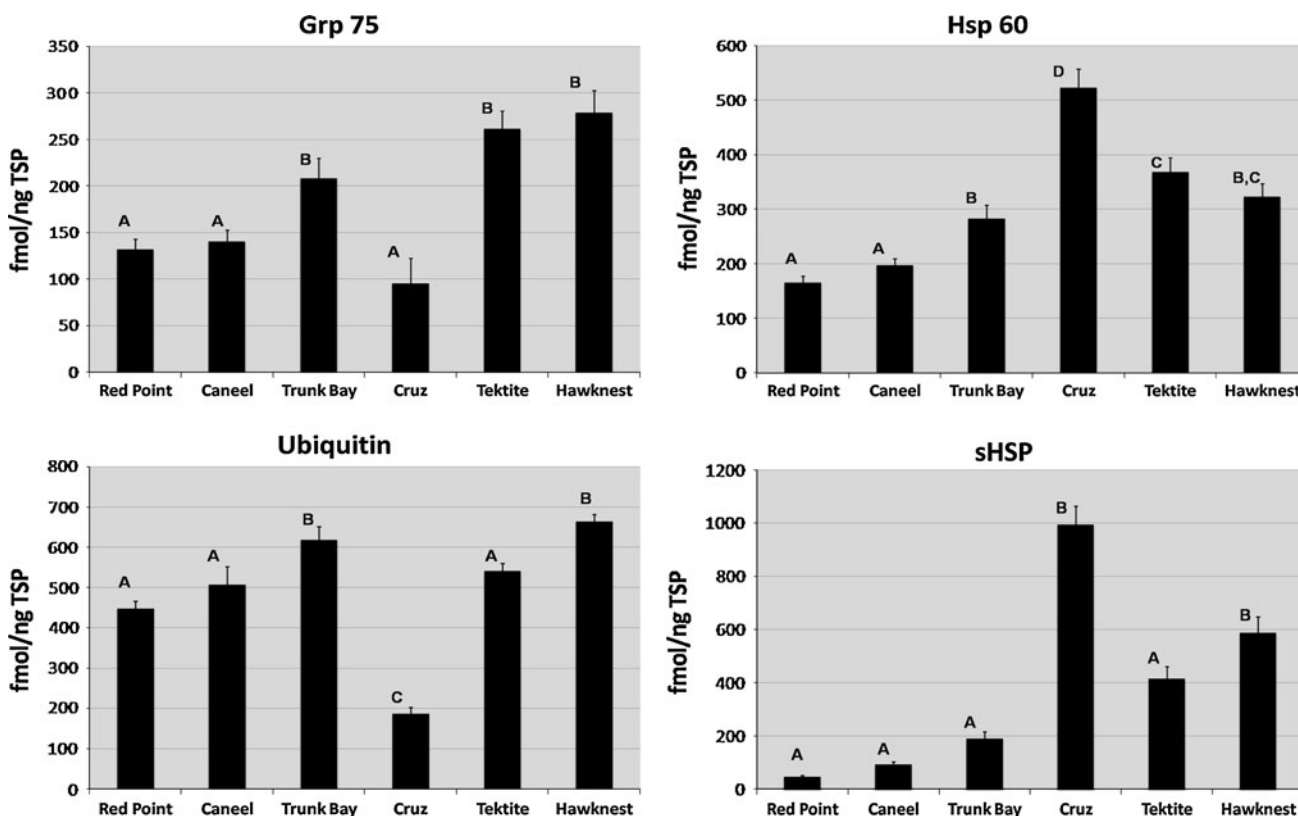 Grp 75
350
300
250
200
150
100
50
0
fmol/ng TSP
A
A
B
A
B
B
Red Point Caneel Trunk Bay Cruz Tektite Hawknest
Hsp 60
600
500
400
300
200
100
0
fmol/ng TSP
A
A
B
D
C
B,C
Red Point Caneel Trunk Bay Cruz Tektite Hawknest
Ubiquitin
800
700
600
500
400
300
200
100
0
fmol/ng TSP
A
A
B
C
A
B
Red Point Caneel Trunk Bay Cruz Tektite Hawknest
sHSP
1200
1000
800
600
400
200
0
fmol/ng TSP
A
A
A
B
A
B
Red Point Caneel Trunk Bay Cruz Tektite Hawknest